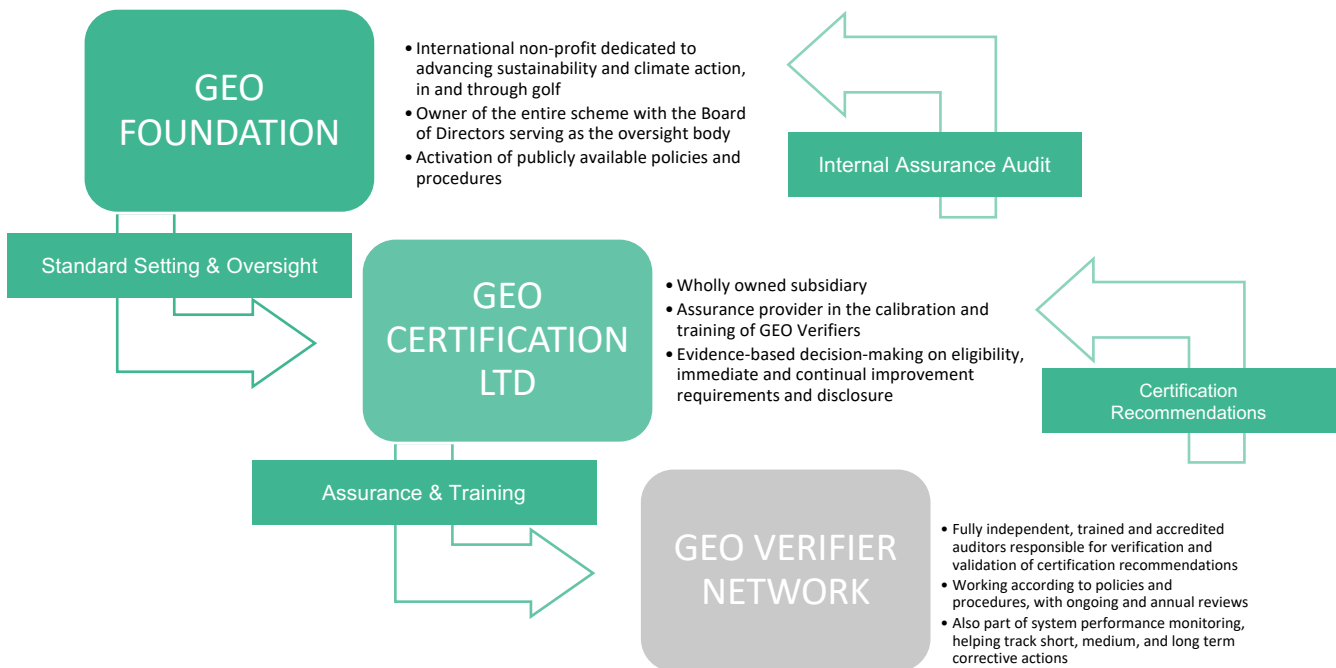 GEO
FOUNDATION
• International non-profit dedicated to
advancing sustainability and climate action,
in and through golf
• Owner of the entire scheme with the Board
of Directors serving as the oversight body
• Activation of publicly available policies and
procedures
Internal Assurance Audit
Standard Setting & Oversight
GEO
CERTIFICATION
LTD
• Wholly owned subsidiary
• Assurance provider in the calibration and
training of GEO Verifiers
• Evidence-based decision-making on eligibility,
immediate and continual improvement
requirements and disclosure
Certification
Recommendations
Assurance & Training
GEO VERIFIER
NETWORK
• Fully independent, trained and accredited
auditors responsible for verification and
validation of certification recommendations
• Working according to policies and
procedures, with ongoing and annual reviews
• Also part of system performance monitoring,
helping track short, medium, and long term
corrective actions